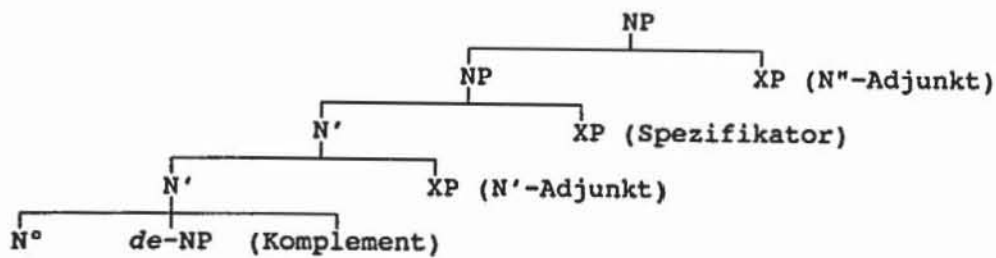 NP
NP XP (N"-Adjunkt)
N' XP (Spezifikator)
N' XP (N'-Adjunkt)
N° de-NP (Komplement)